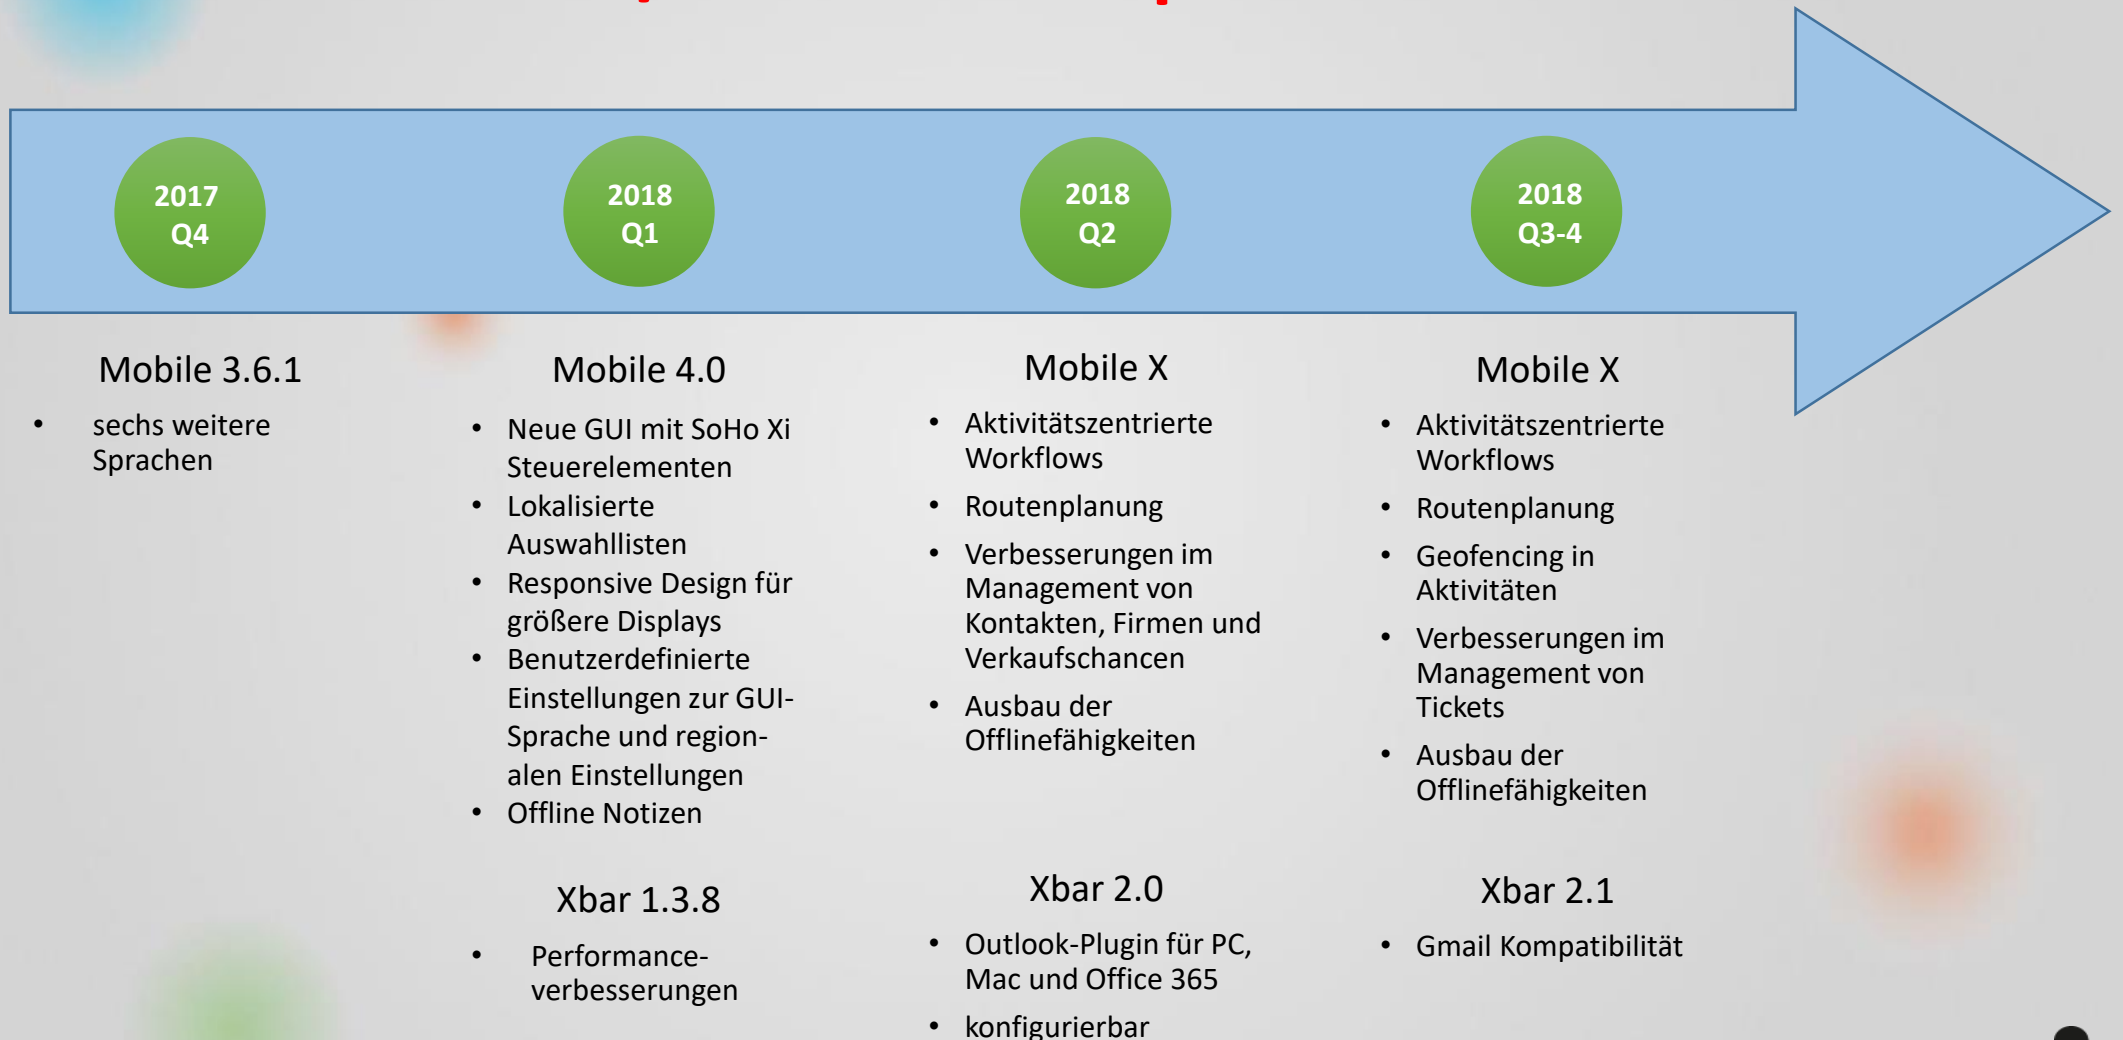 2017
Q4
2018
Q1
2018
Q2
2018
Q3-4
Mobile 3.6.1
• sechs weitere
Sprachen
Mobile 4.0
• Neue GUI mit SoHo Xi
Steuerelementen
• Lokalisierte
Auswahllisten
• Responsive Design für
größere Displays
• Benutzerdefinierte
Einstellungen zur GUI-
Sprache und region-
alen Einstellungen
• Offline Notizen
Xbar 1.3.8
• Performance-
verbesserungen
Mobile X
• Aktivitätszentrierte
Workflows
• Routenplanung
• Verbesserungen im
Management von
Kontakten, Firmen und
Verkaufschancen
• Ausbau der
Offlinefähigkeiten
Xbar 2.0
• Outlook-Plugin für PC,
Mac und Office 365
• konfigurierbar
Mobile X
• Aktivitätszentrierte
Workflows
• Routenplanung
• Geofencing in
Aktivitäten
• Verbesserungen im
Management von
Tickets
• Ausbau der
Offlinefähigkeiten
Xbar 2.1
• Gmail Kompatibilität